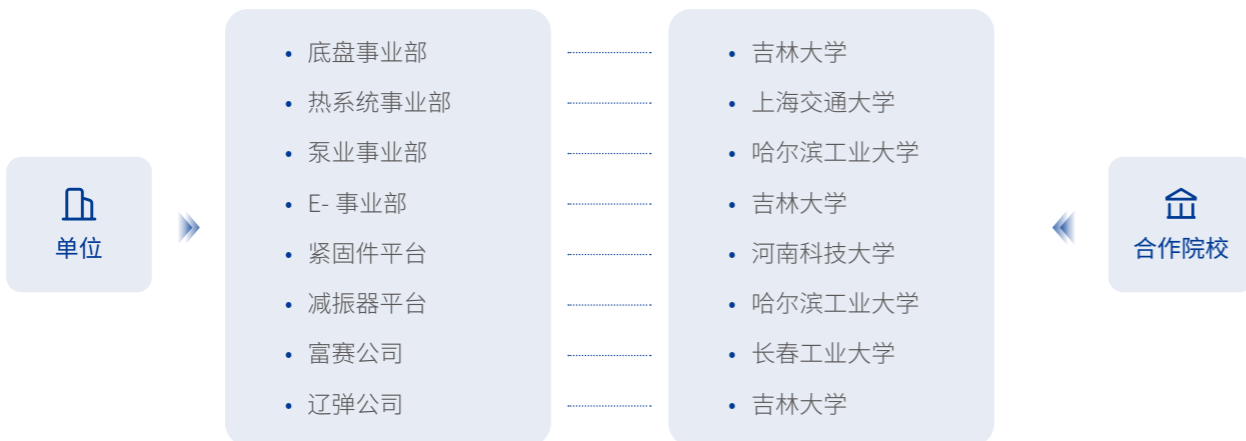 单位
底盘事业部 吉林大学
热系统事业部 上海交通大学
泵业事业部 哈尔滨工业大学
E- 事业部 吉林大学
紧固件平台 河南科技大学
减振器平台 哈尔滨工业大学
富赛公司 长春工业大学
辽弹公司 吉林大学
合作院校